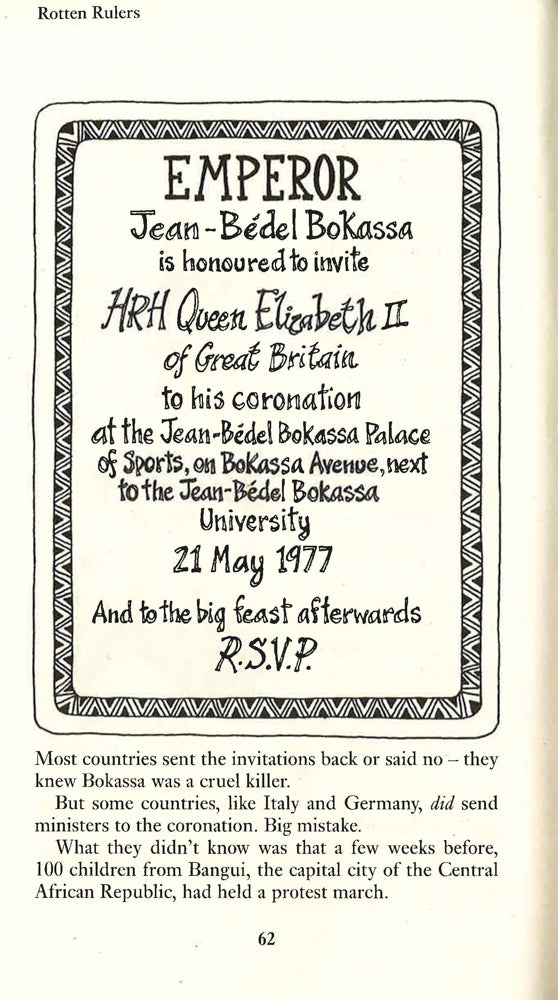 Rotten Rulers
EMPEROR
Jean-Bédel Bokassa
is honoured to invite
HRH Queen Elizabeth II
of Great Britain
to his coronation
at the Jean-Bédel Bokassa Palace
of Sports, on Bokassa Avenue, next
to the Jean-Bédel Bokassa
University
21 May 1977
And to the big feast afterwards
R.S.V.P.
Most countries sent the invitations back or said no – they
knew Bokassa was a cruel killer.
But some countries, like Italy and Germany, did send
ministers to the coronation. Big mistake.
What they didn't know was that a few weeks before,
100 children from Bangui, the capital city of the Central
African Republic, had held a protest march.
62